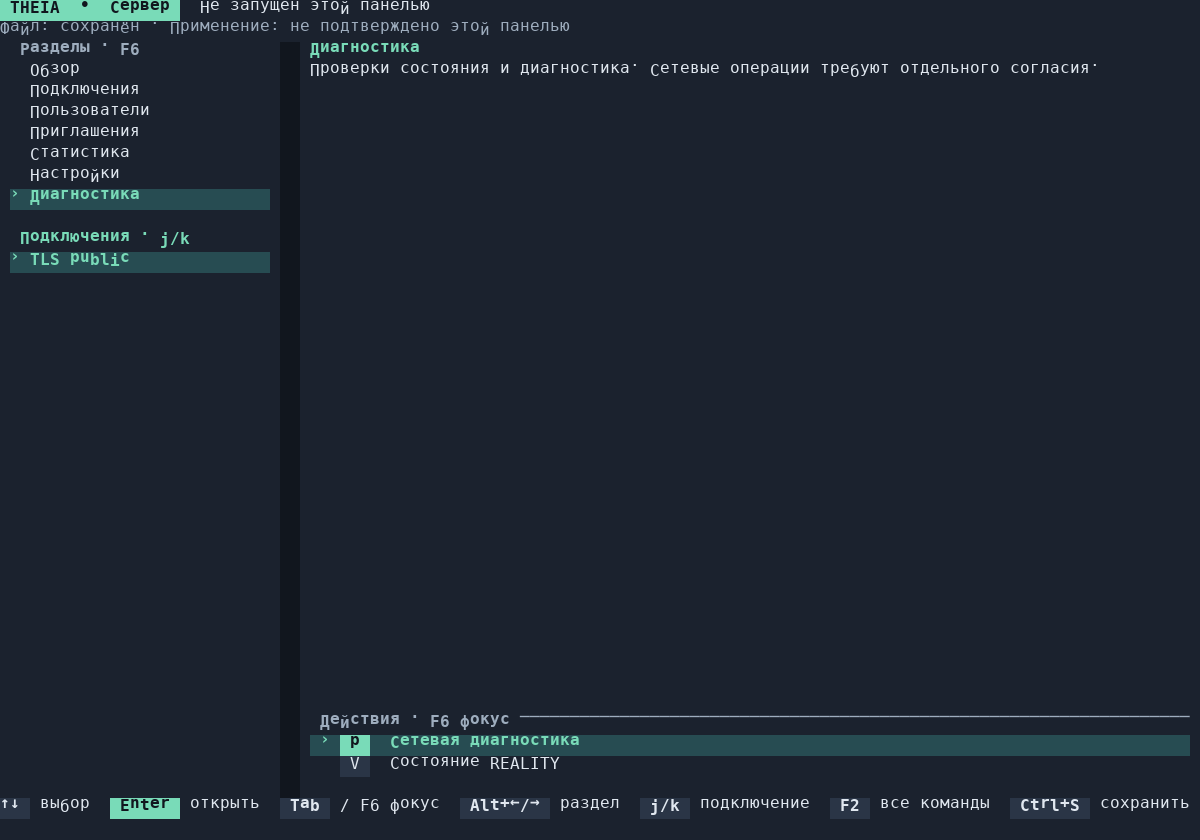 THEIA • Сервер Не запущен этой панелью
Файл: сохранён · Применение: не подтверждено этой панелью
Разделы · F6
Обзор
Подключения
Пользователи
Приглашения
Статистика
Настройки
› Диагностика
Подключения · j/k
› TLS public
Диагностика
Проверки состояния и диагностика· Сетевые операции требуют отдельного согласия·
Действия · F6 фокус
› p Сетевая диагностика
V Состояние REALITY
↑↓ выбор Enter открыть Tab / F6 фокус Alt+←/→ раздел j/k подключение F2 все команды Ctrl+S сохранить